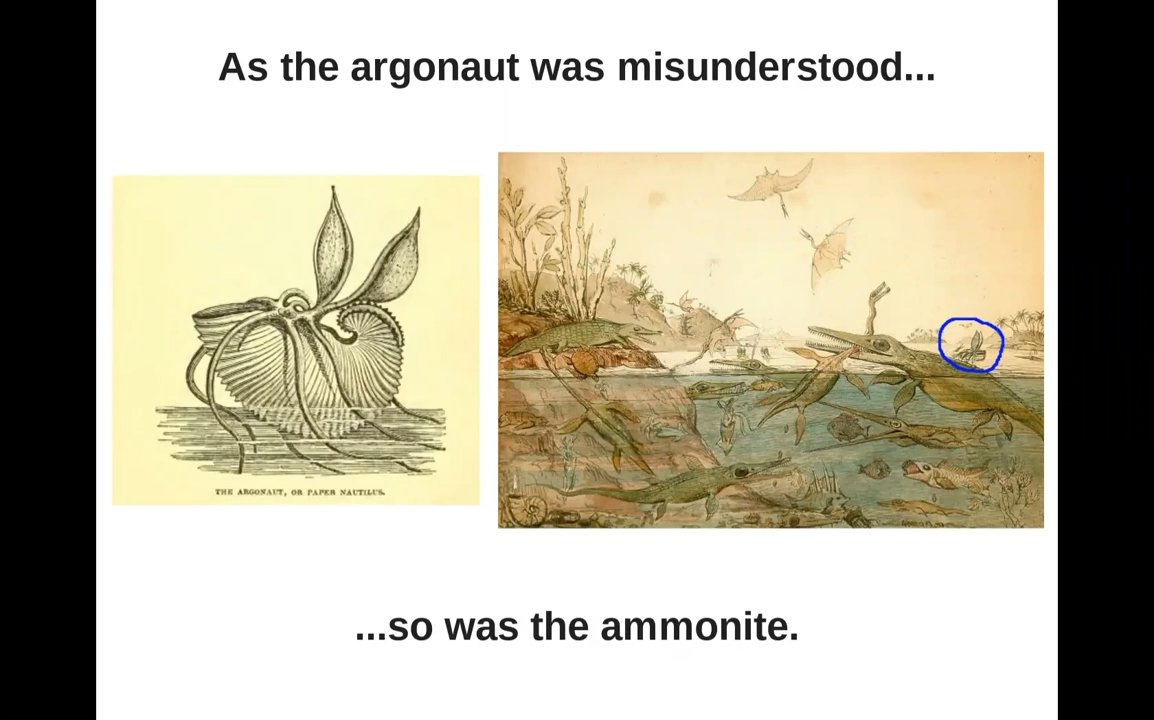 As the argonaut was misunderstood...
THE ARGONAUT, OR PAPER NAUTILUS.
...so was the ammonite.